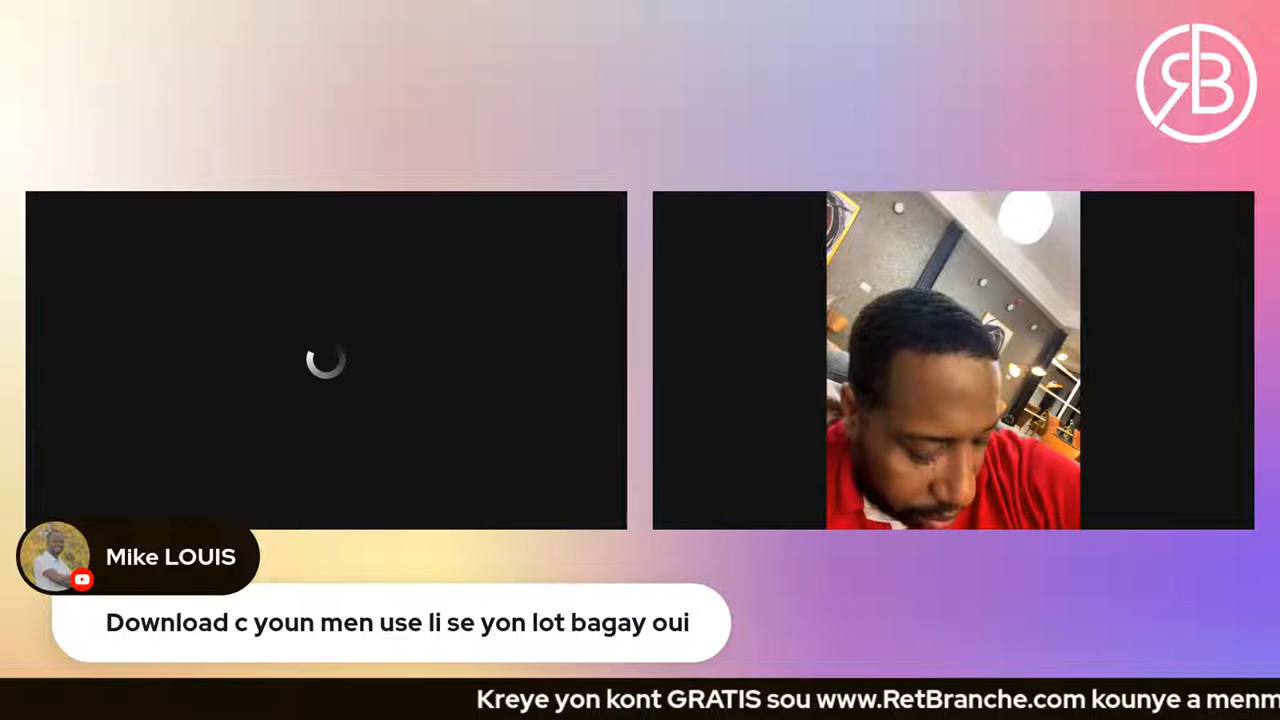 RB
Mike LOUIS
Download c youn men use li se yon lot bagay oui
Kreye yon kont GRATIS sou www.RetBranche.com kounye a